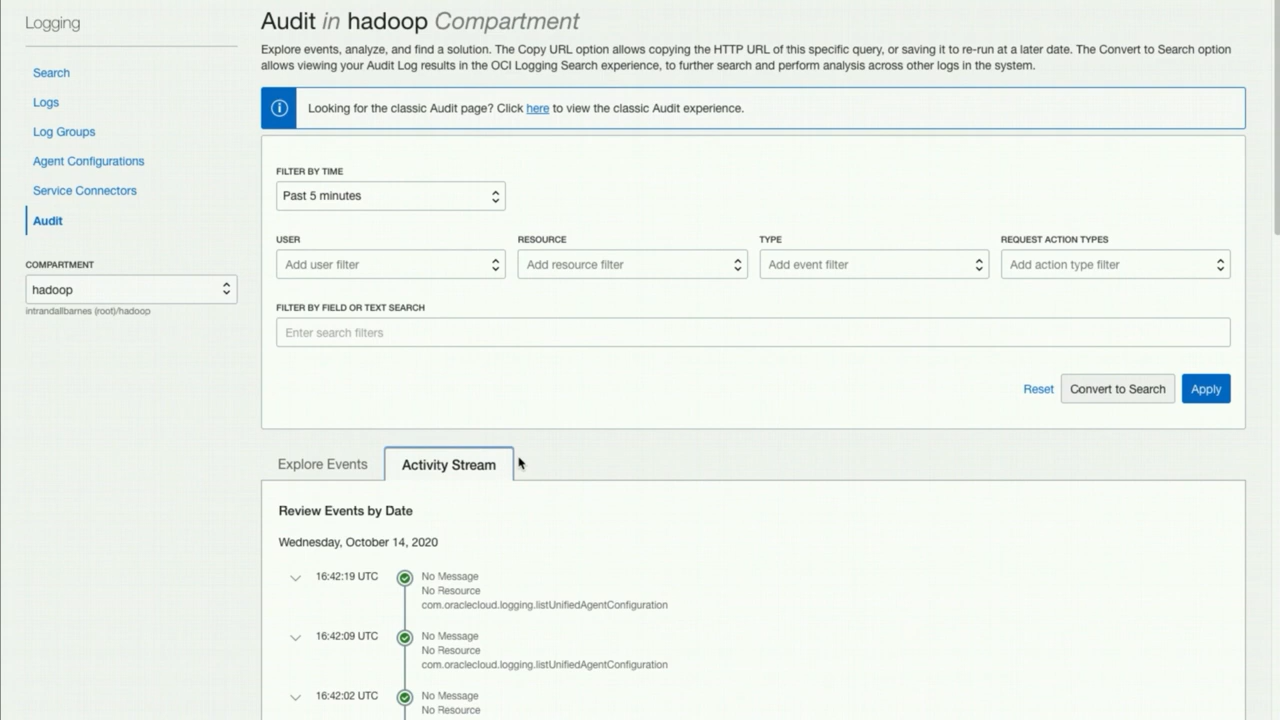 Logging
Search
Logs
Log Groups
Agent Configurations
Service Connectors
Audit
COMPARTMENT
hadoop
intrandallbarnes (root)/hadoop
Audit in hadoop Compartment
Explore events, analyze, and find a solution. The Copy URL option allows copying the HTTP URL of this specific query, or saving it to re-run at a later date. The Convert to Search option
allows viewing your Audit Log results in the OCI Logging Search experience, to further search and perform analysis across other logs in the system.
Looking for the classic Audit page? Click here to view the classic Audit experience.
FILTER BY TIME
Past 5 minutes
USER
RESOURCE
TYPE
REQUEST ACTION TYPES
Add user filter
Add resource filter
Add event filter
Add action type filter
FILTER BY FIELD OR TEXT SEARCH
Enter search filters
Reset
Convert to Search
Apply
Explore Events
Activity Stream
Review Events by Date
Wednesday, October 14, 2020
16:42:19 UTC
No Message
No Resource
com.oraclecloud.logging.listUnifiedAgentConfiguration
16:42:09 UTC
No Message
No Resource
com.oraclecloud.logging.listUnifiedAgentConfiguration
16:42:02 UTC
No Message
No Resource